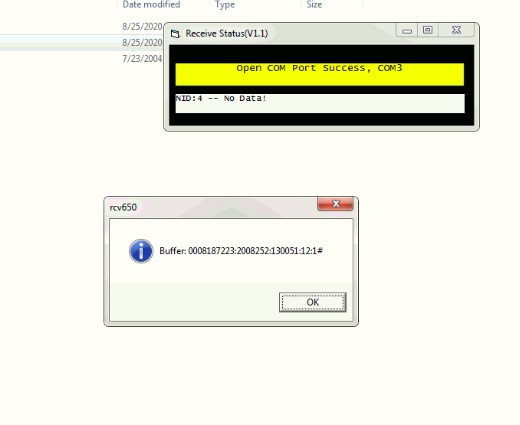 Date modified Type Size
8/25/2020
8/25/2020
7/23/2004
Receive Status(V1.1)
Open COM Port Success, COM3
NID:4 -- No Data!
rcv650
Buffer: 0008187223:2008252:130051:12:1#
OK